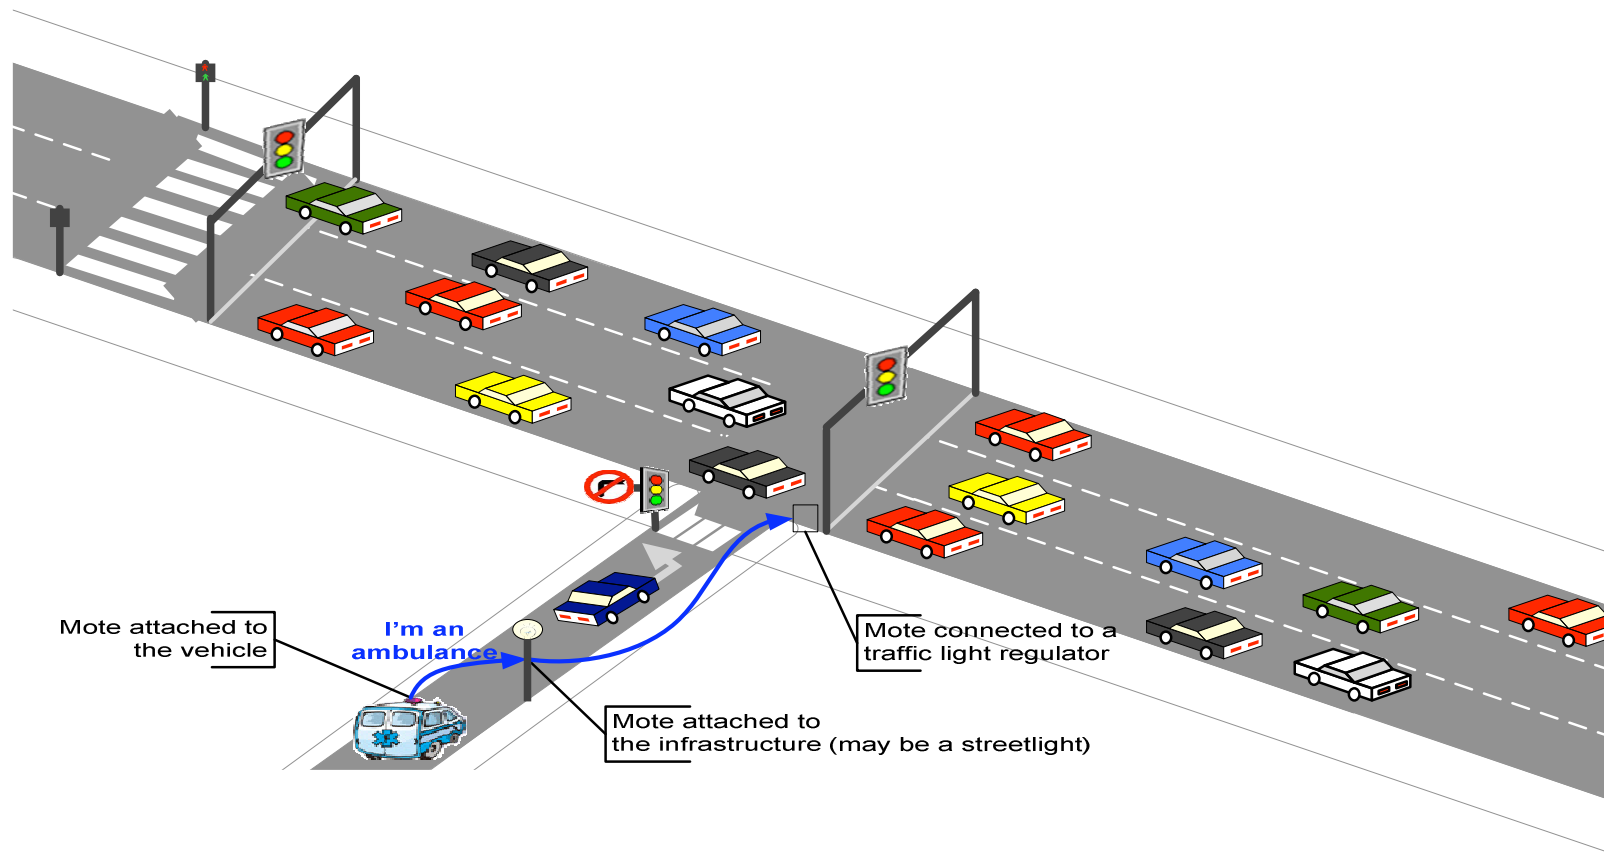 I'm an
ambulance
Mote attached to
the vehicle
Mote connected to a
traffic light regulator
Mote attached to
the infrastructure (may be a streetlight)